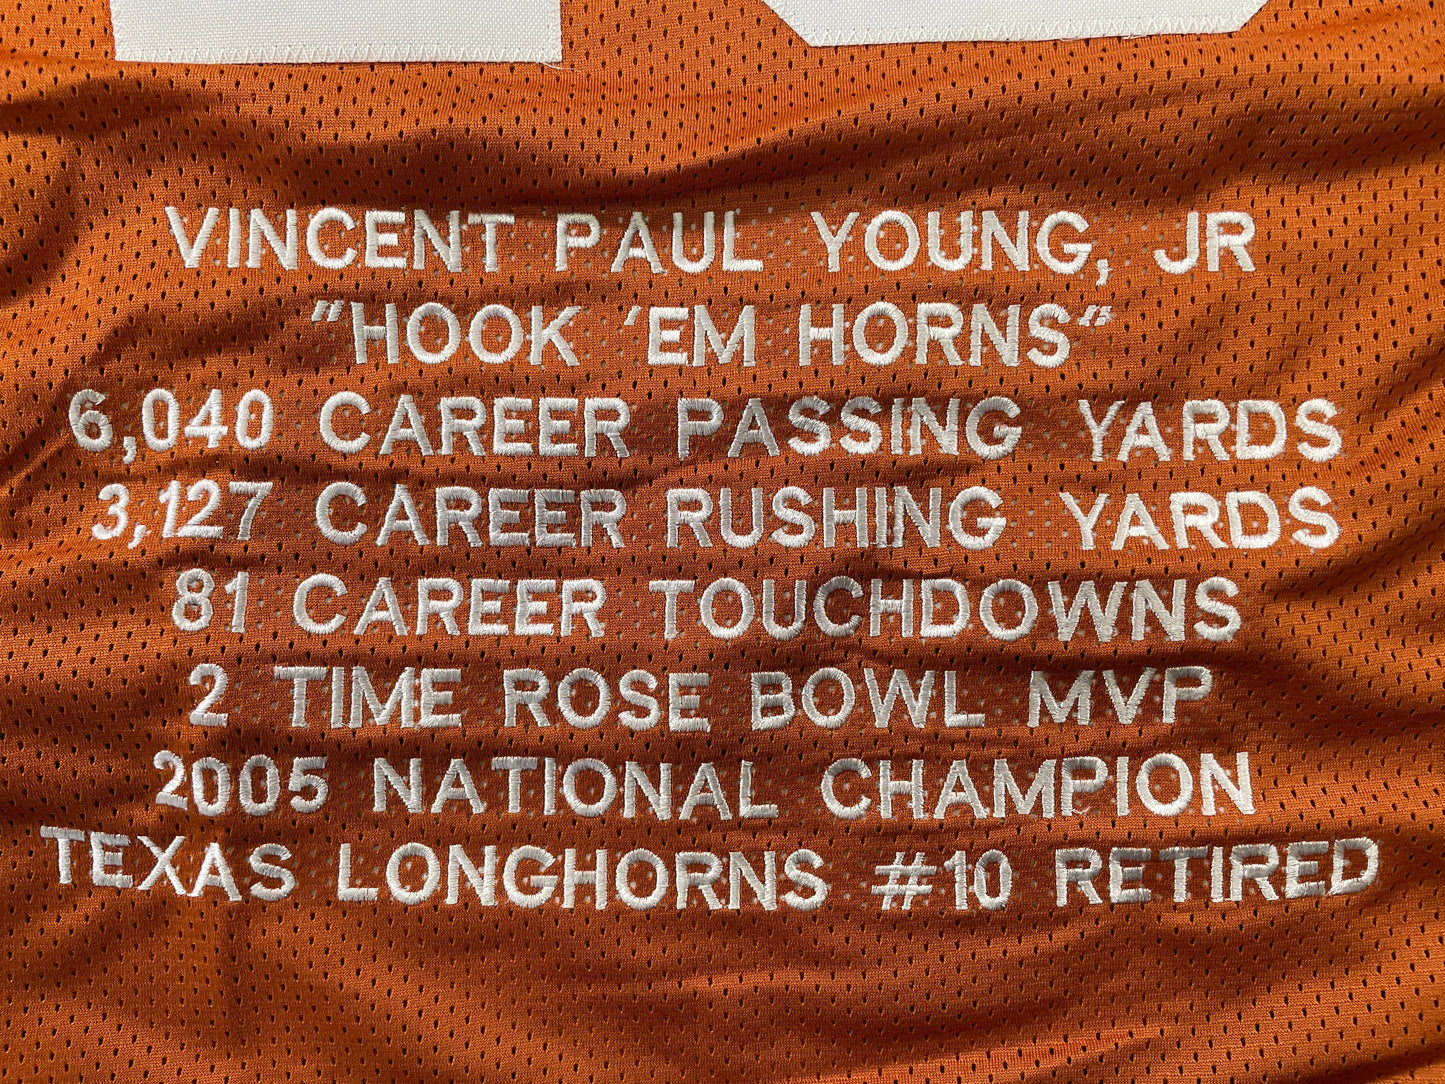 VINCENT PAUL YOUNG, JR
"HOOK 'EM HORNS"
6,040 CAREER PASSING YARDS
3,127 CAREER RUSHING YARDS
81 CAREER TOUCHDOWNS
2 TIME ROSE BOWL MVP
2005 NATIONAL CHAMPION
TEXAS LONGHORNS #10 RETIRED